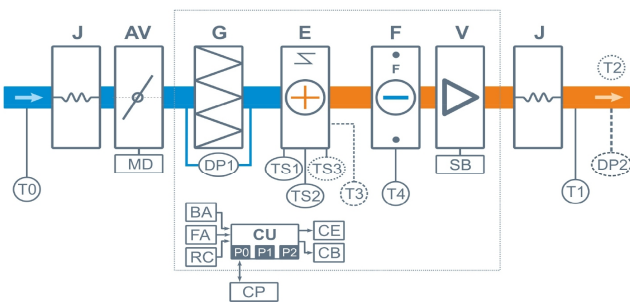 J AV G E F V J
F
T2
MD DP1 TS1 TS3 SB DP2
TS2 T3
T0 T4 T1
BA
FA CU CE
RC P0 P1 P2 CB
CP